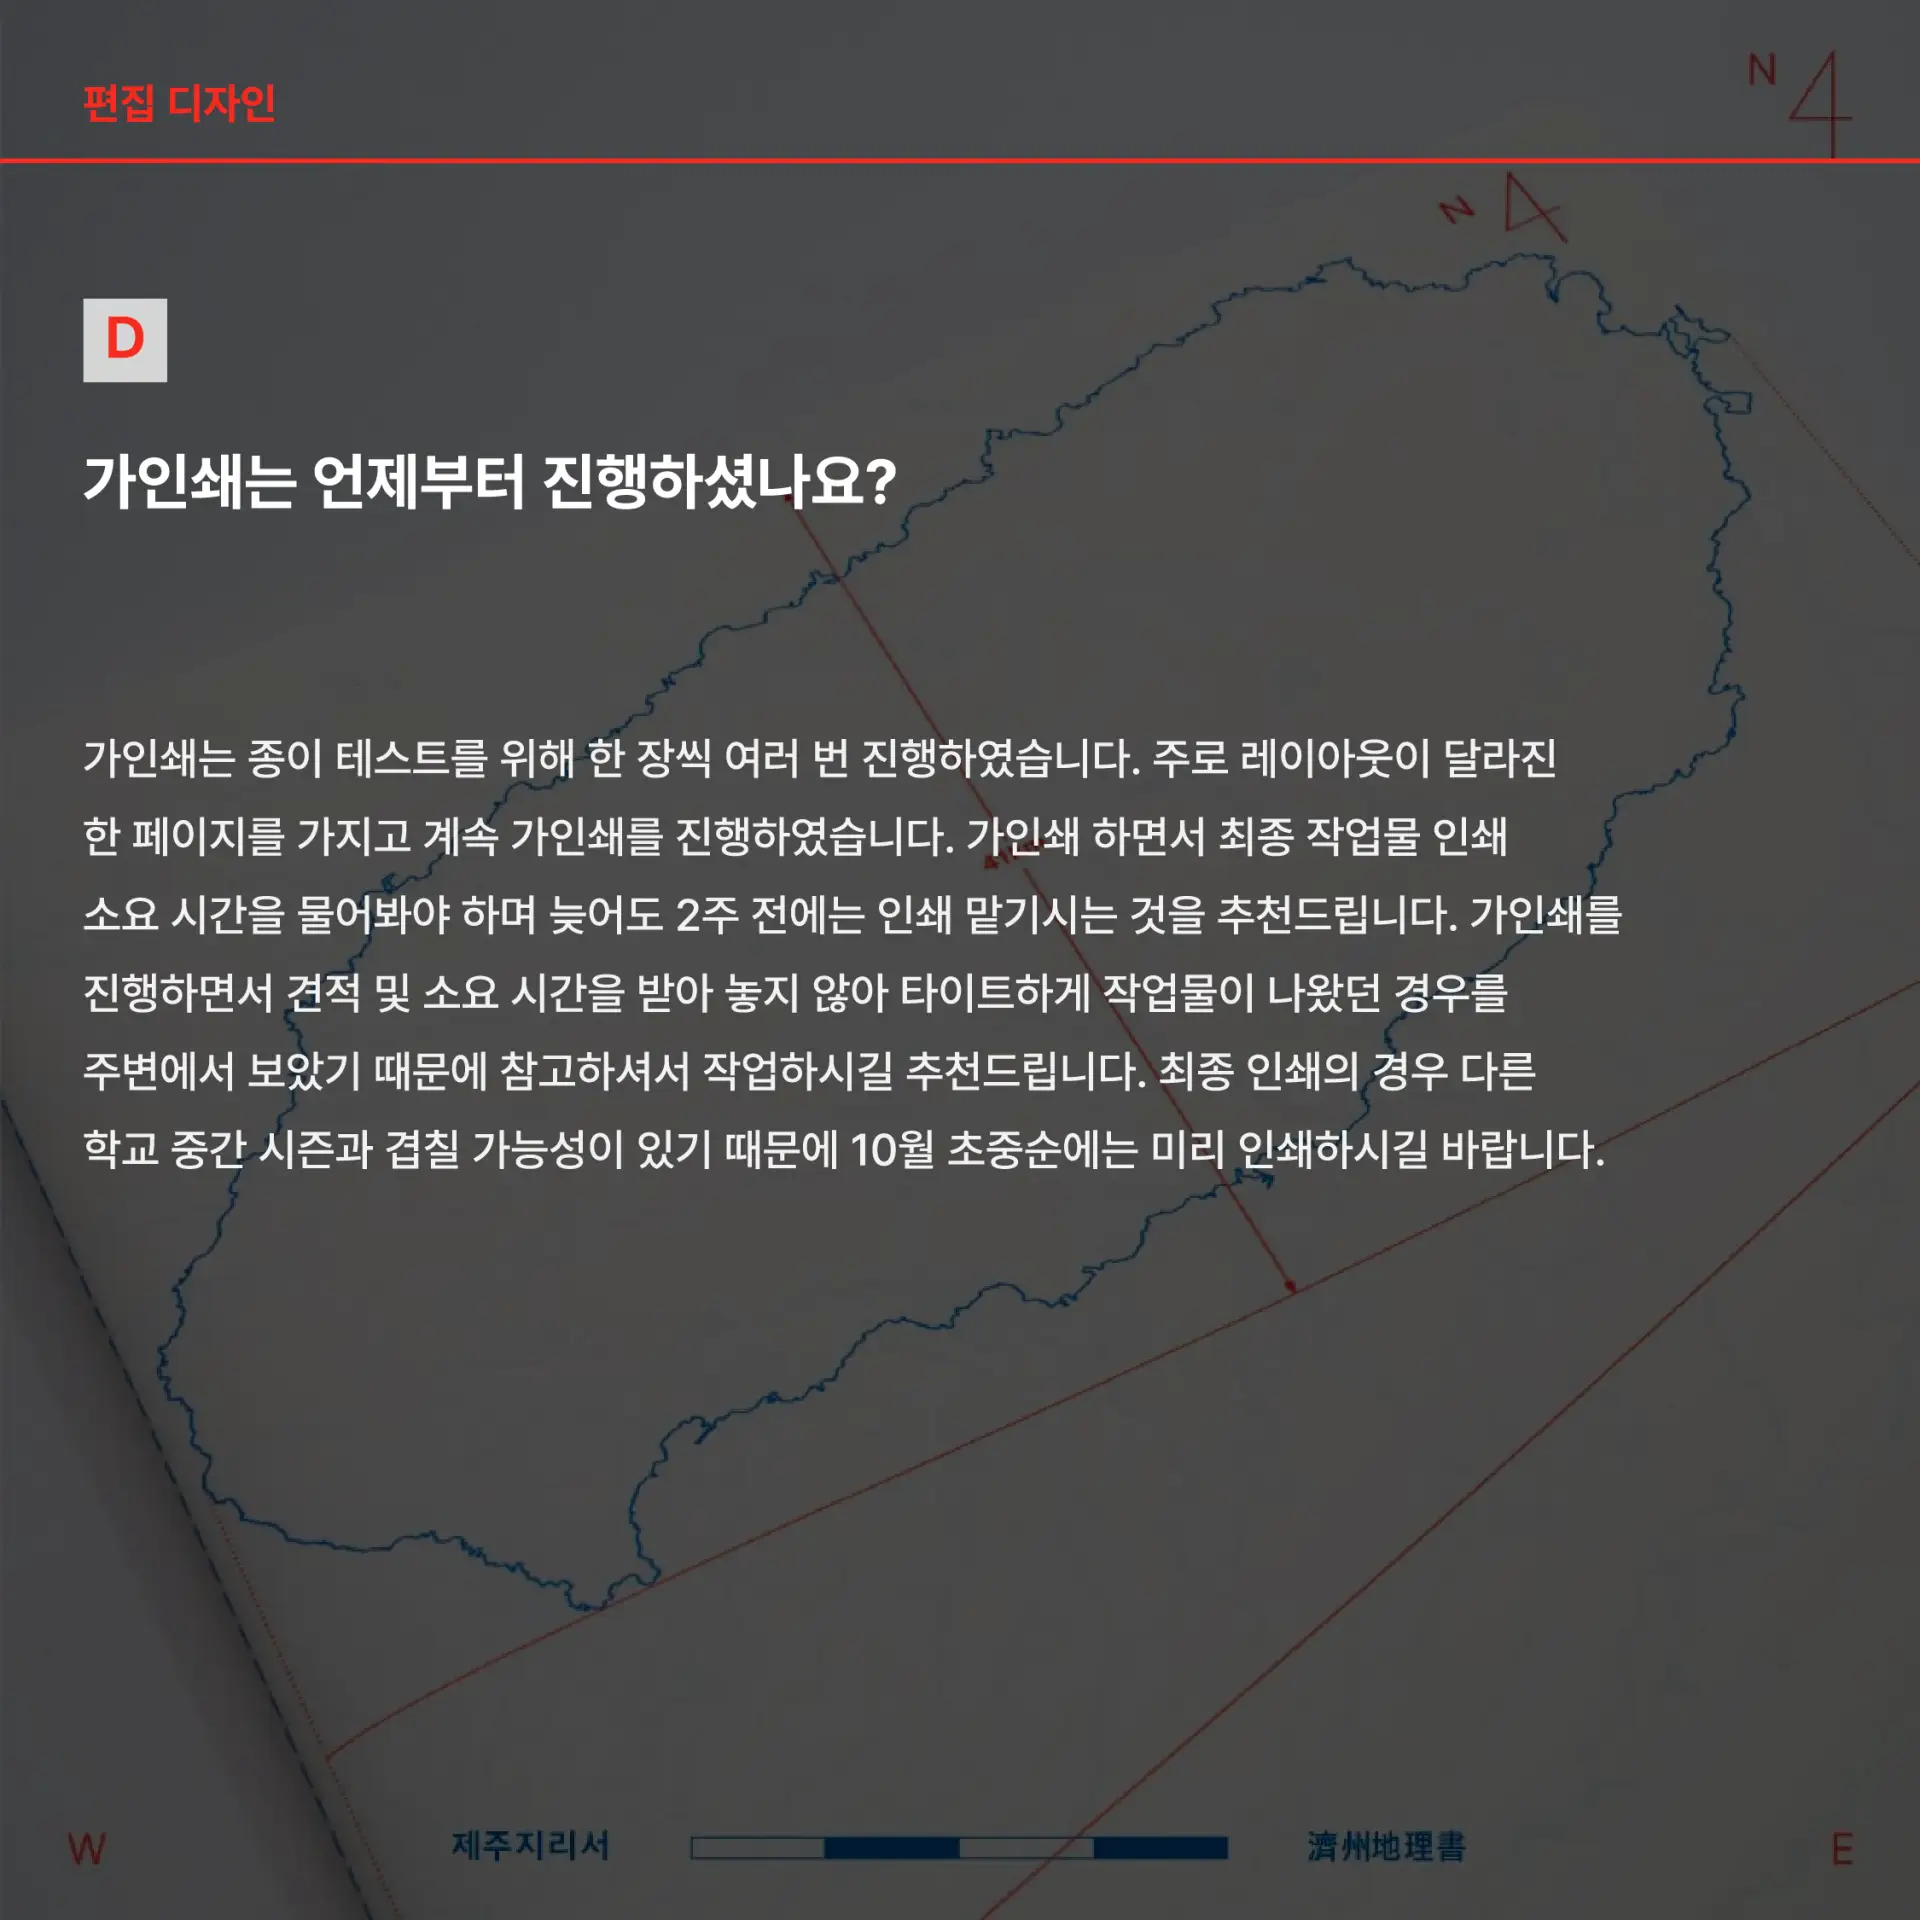 편집 디자인
N
N
D
가인쇄는 언제부터 진행하셨나요?
가인쇄는 종이 테스트를 위해 한 장씩 여러 번 진행하였습니다. 주로 레이아웃이 달라진
한 페이지를 가지고 계속 가인쇄를 진행하였습니다. 가인쇄 하면서 최종 작업물 인쇄
소요 시간을 물어봐야 하며 늦어도 2주 전에는 인쇄 맡기시는 것을 추천드립니다. 가인쇄를
진행하면서 견적 및 소요 시간을 받아 놓지 않아 타이트하게 작업물이 나왔던 경우를
주변에서 보았기 때문에 참고하셔서 작업하시길 추천드립니다. 최종 인쇄의 경우 다른
학교 중간 시즌과 겹칠 가능성이 있기 때문에 10월 초중순에는 미리 인쇄하시길 바랍니다.
W
제주지리서
濟州地理書
E